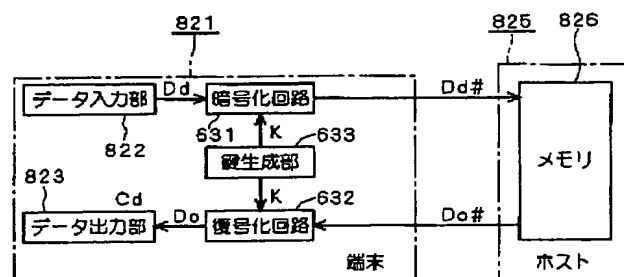 821
825
826
データ入力部
Dd
暗号化回路
Dd#
822
631
K
633
鍵生成部
メモリ
823
Cd
K
632
データ出力部
Do
復号化回路
Do#
端末
ホスト